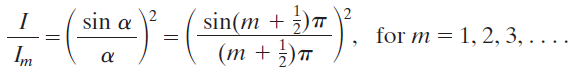 I/I_m = (sin α/α)² = (sin(m + ½)π/(m + ½)π)², for m = 1, 2, 3, . . . .